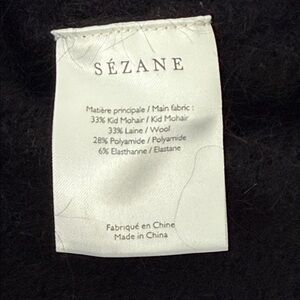 SÉZANE
Matière principale / Main fabric :
33% Kid Mohair / Kid Mohair
33% Laine / Wool
28% Polyamide / Polyamide
6% Elasthanne / Elastane
Fabriqué en Chine
Made in China